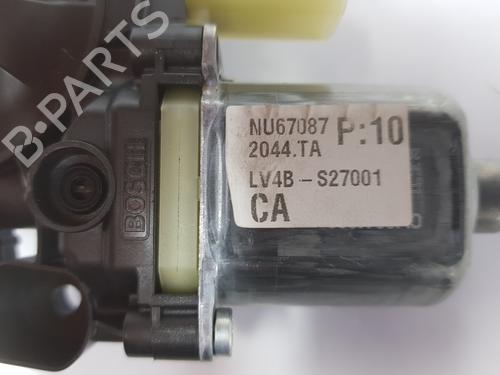 B-PARTS
BOSCH
NU67087 P:10
2044.TA
LV4B-S27001
CA